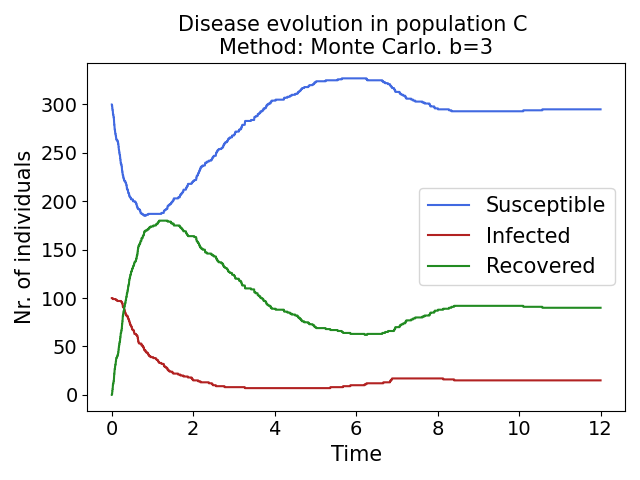 Disease evolution in population C
Method: Monte Carlo. b=3
Nr. of individuals
300
250
200
150
100
50
0
Susceptible
Infected
Recovered
0 2 4 6 8 10 12
Time